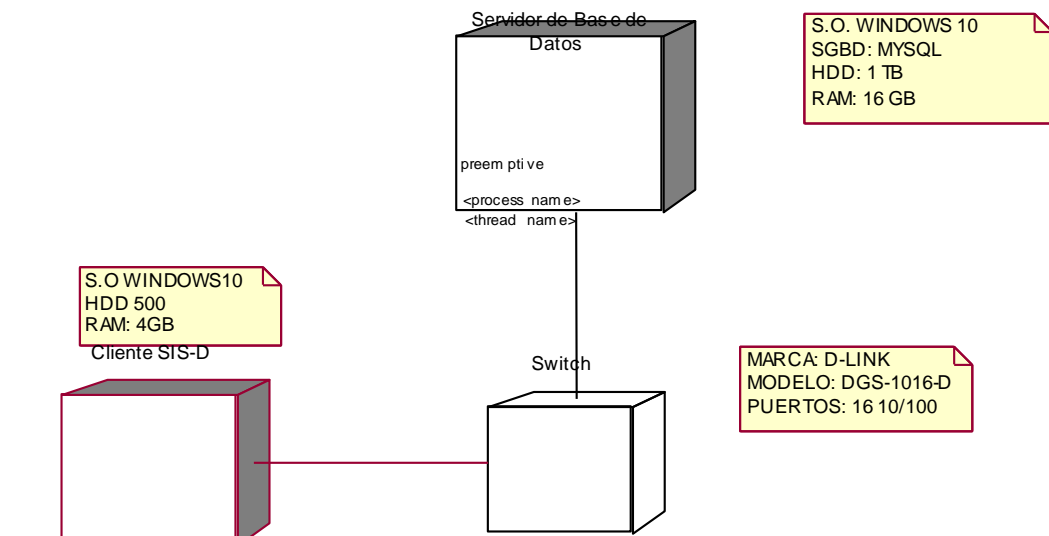 Servidor de Base de
Datos
S.O. WINDOWS 10
SGBD: MYSQL
HDD: 1 TB
RAM: 16 GB
preemptive
<process name>
<thread name>
S.O WINDOWS10
HDD 500
RAM: 4GB
Cliente SIS-D
Switch
MARCA: D-LINK
MODELO: DGS-1016-D
PUERTOS: 16 10/100